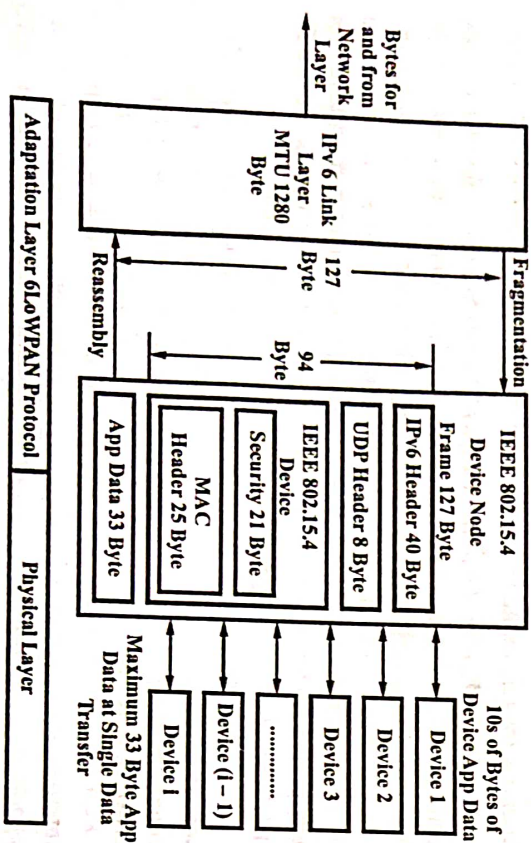 Bytes for
and from
Network
Layer
IPv 6 Link
Layer
MTU 1280
Byte
Fragmentation
127
Byte
Reassembly
94
Byte
IEEE 802.15.4
Device Node
Frame 127 Byte
IPv6 Header 40 Byte
UDP Header 8 Byte
IEEE 802.15.4
Device
Security 21 Byte
MAC
Header 25 Byte
App Data 33 Byte
10s of Bytes of
Device App Data
Device 1
Device 2
Device 3
...............
Device (i – 1)
Device i
Maximum 33 Byte App
Data at Single Data
Transfer
Adaptation Layer 6LoWPAN Protocol
Physical Layer